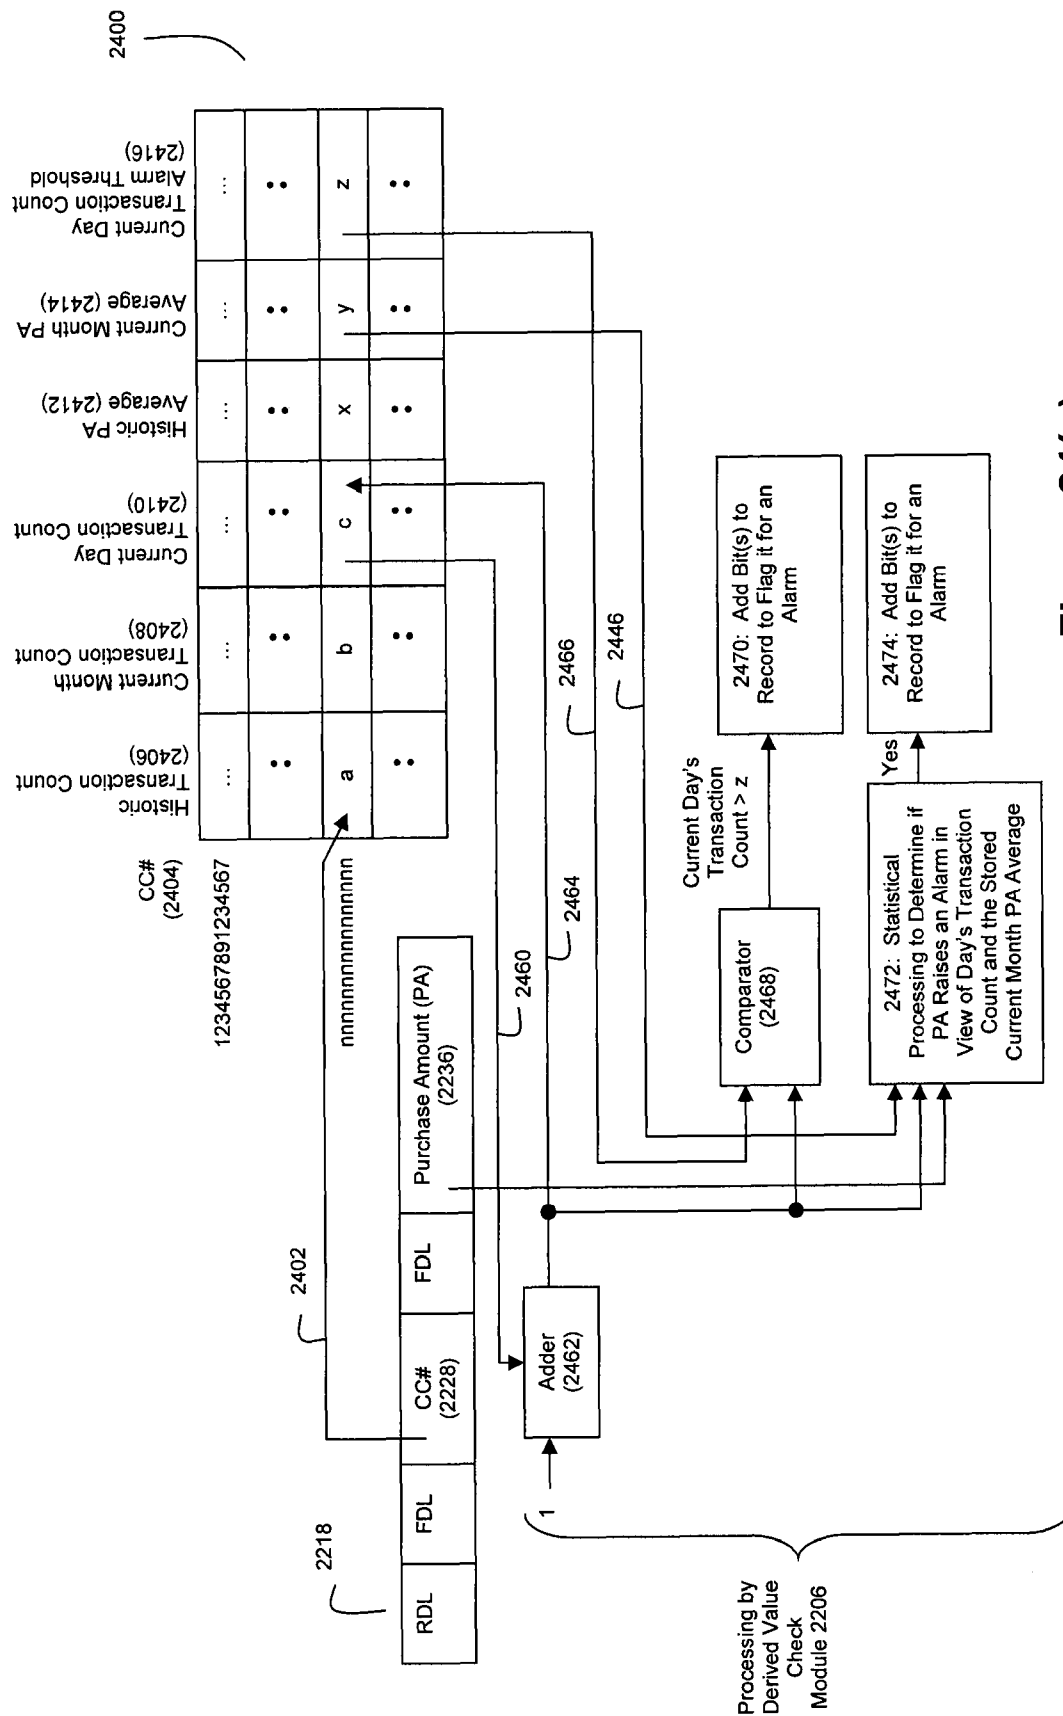 2400
CC#
(2404)
Historic
Transaction Count
(2406)
Current Month
Transaction Count
(2408)
Current Day
Transaction Count
(2410)
Historic PA
Average (2412)
Current Month PA
Average (2414)
Current Day
Transaction Count
Alarm Threshold
(2416)
1234567891234567
...
...
...
...
...
...
nnnnnnnnnnnnnnnn
a
b
c
x
y
z
2402
2218
RDL
FDL
CC#
(2228)
FDL
Purchase Amount (PA)
(2236)
2460
2464
2466
2446
1
Adder
(2462)
Comparator
(2468)
Current Day's
Transaction
Count > z
2470: Add Bit(s) to
Record to Flag it for an
Alarm
2472: Statistical
Processing to Determine if
PA Raises an Alarm in
View of Day's Transaction
Count and the Stored
Current Month PA Average
Yes
2474: Add Bit(s) to
Record to Flag it for an
Alarm
Processing by
Derived Value
Check
Module 2206